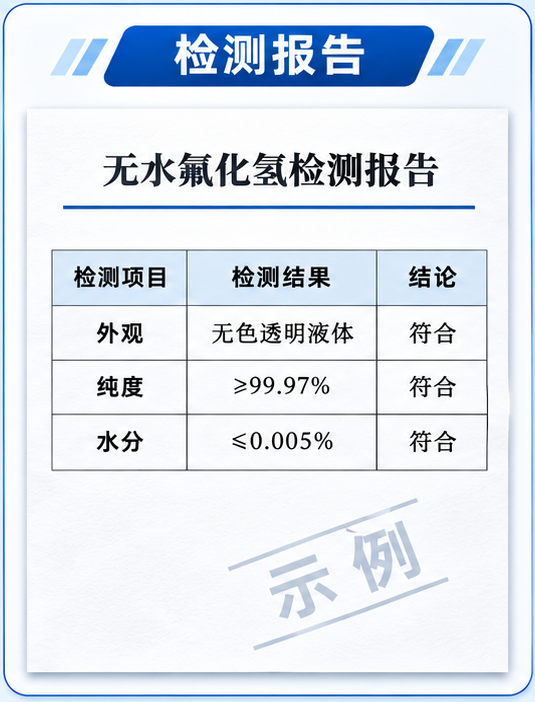 检测报告
无水氟化氢检测报告
检测项目 检测结果 结论
外观 无色透明液体 符合
纯度 ≥99.97% 符合
水分 ≤0.005% 符合
示例